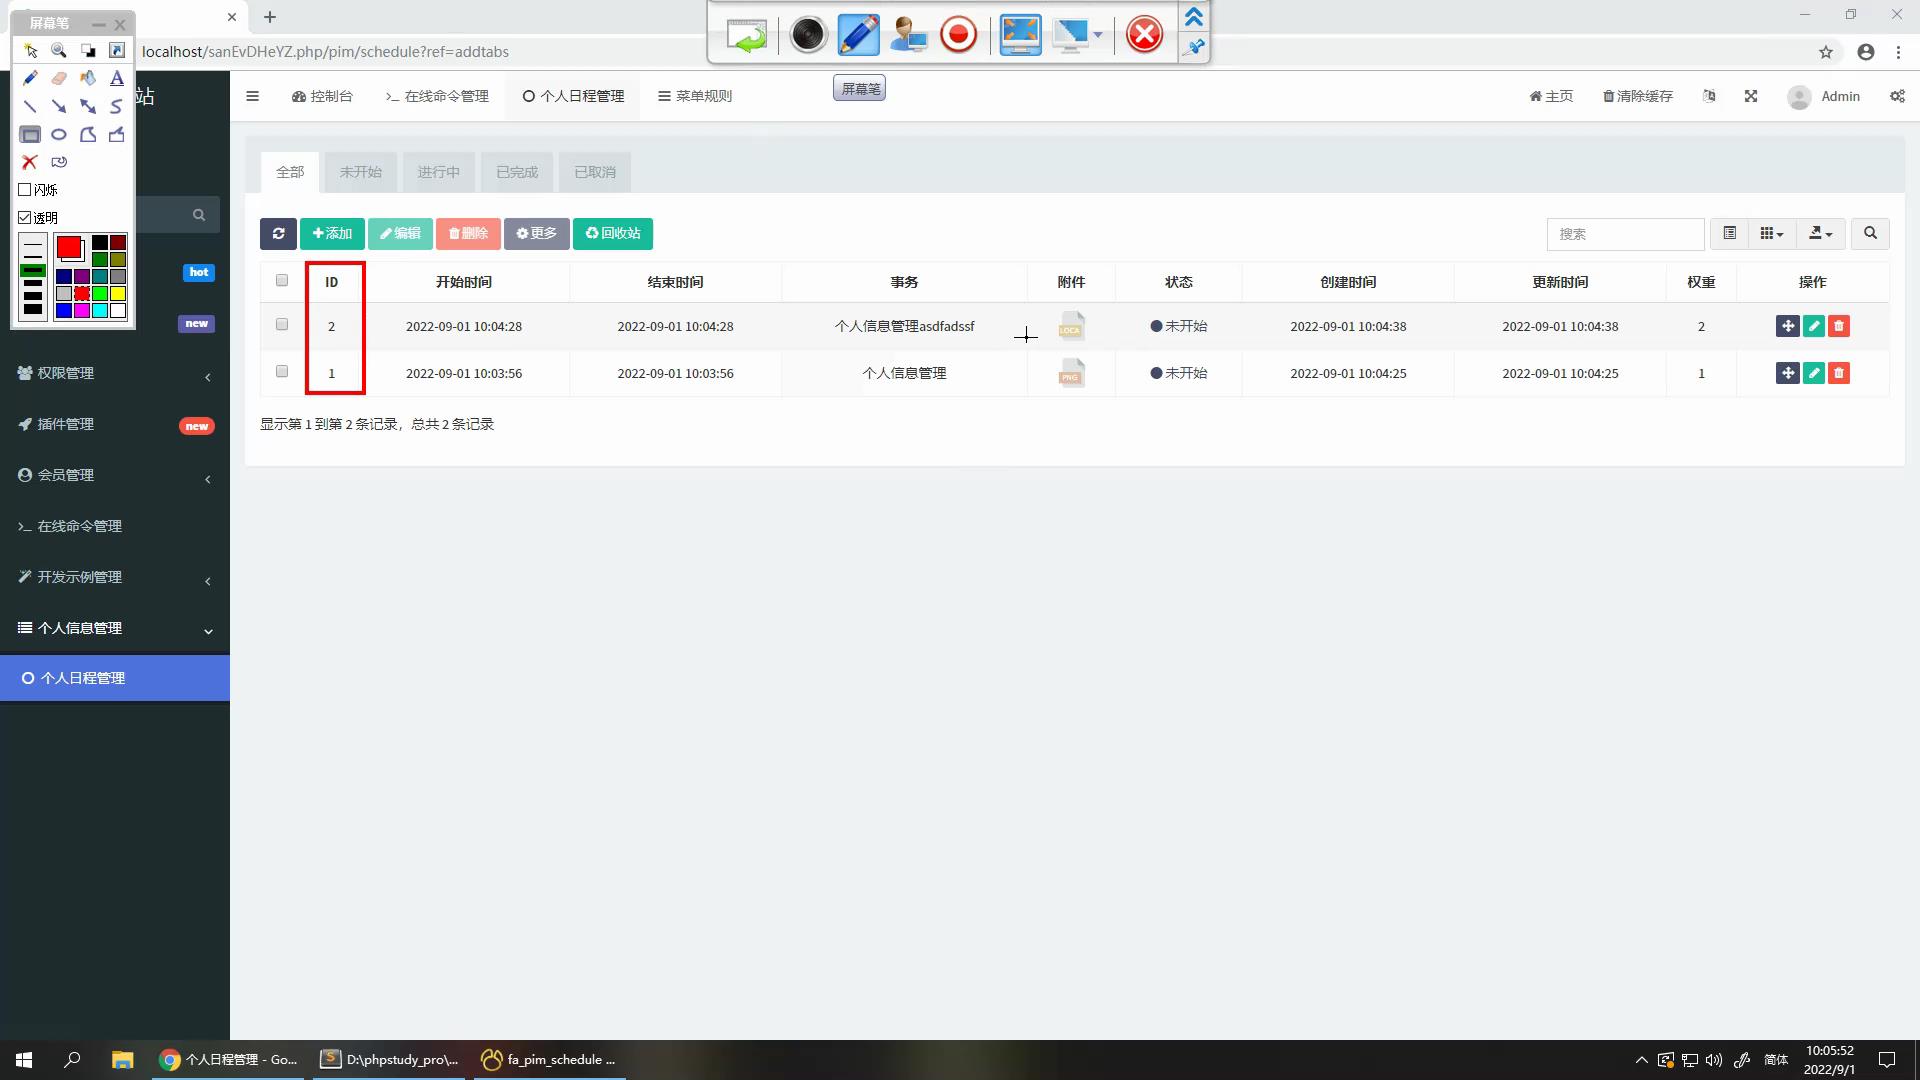 屏幕笔
localhost/sanEvDHeYZ.php/pim/schedule?ref=addtabs
A
站
闪烁
透明
控制台
在线命令管理
个人日程管理
菜单规则
屏幕笔
主页
清除缓存
Admin
全部
未开始
进行中
已完成
已取消
添加
编辑
删除
更多
回收站
搜索
ID 开始时间 结束时间 事务 附件 状态 创建时间 更新时间 权重 操作
2 2022-09-01 10:04:28 2022-09-01 10:04:28 个人信息管理asdfadssf LOCA 未开始 2022-09-01 10:04:38 2022-09-01 10:04:38 2
1 2022-09-01 10:03:56 2022-09-01 10:03:56 个人信息管理 PNG 未开始 2022-09-01 10:04:25 2022-09-01 10:04:25 1
显示第 1 到第 2 条记录，总共 2 条记录
hot
new
权限管理
插件管理 new
会员管理
在线命令管理
开发示例管理
个人信息管理
个人日程管理
个人日程管理 - Go...
D:\phpstudy_pro\...
fa_pim_schedule ...
简体
10:05:52
2022/9/1